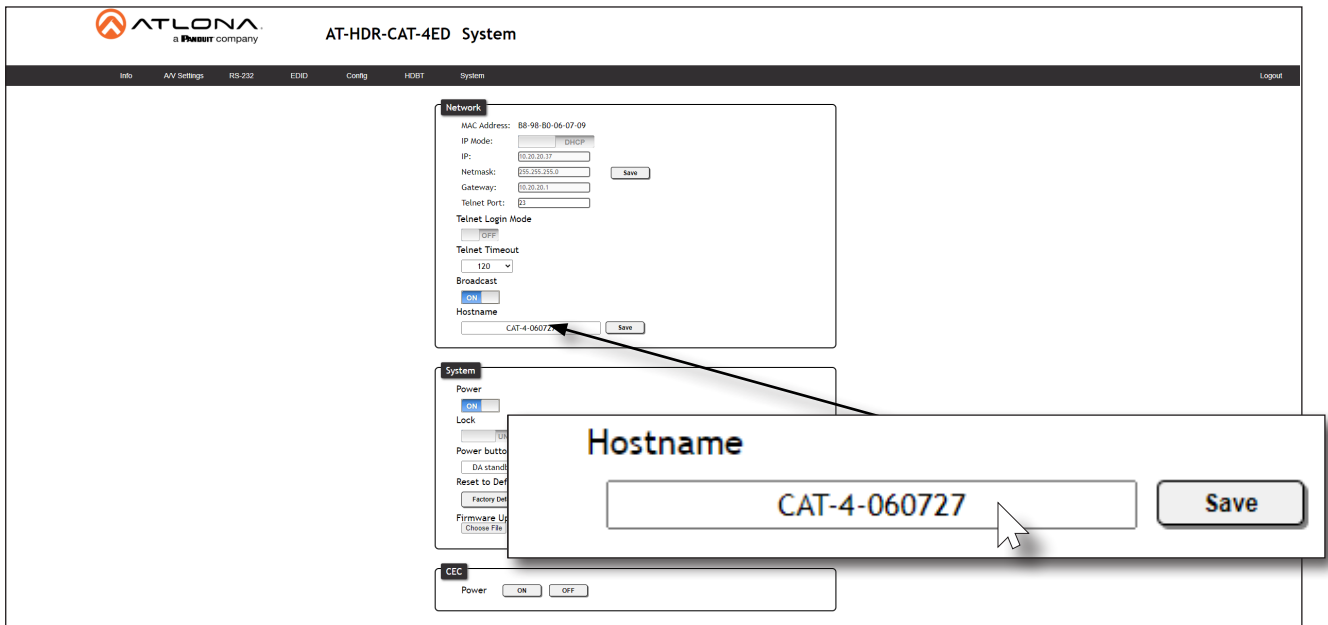 ATLONA.
a PANDUIT company
AT-HDR-CAT-4ED System
Info A/V Settings RS-232 EDID Config HDBT System Logout
Network
MAC Address: B8-98-B0-06-07-09
IP Mode: DHCP
IP: 10.20.20.37
Netmask: 255.255.255.0 Save
Gateway: 10.20.20.1
Telnet Port: 23
Telnet Login Mode
OFF
Telnet Timeout
120
Broadcast
ON
Hostname
CAT-4-060727 Save
System
Power
ON
Lock
Power butto
DA standb
Reset to Def
Factory Def
Firmware Up
Choose File
Hostname
CAT-4-060727 Save
CEC
Power ON OFF